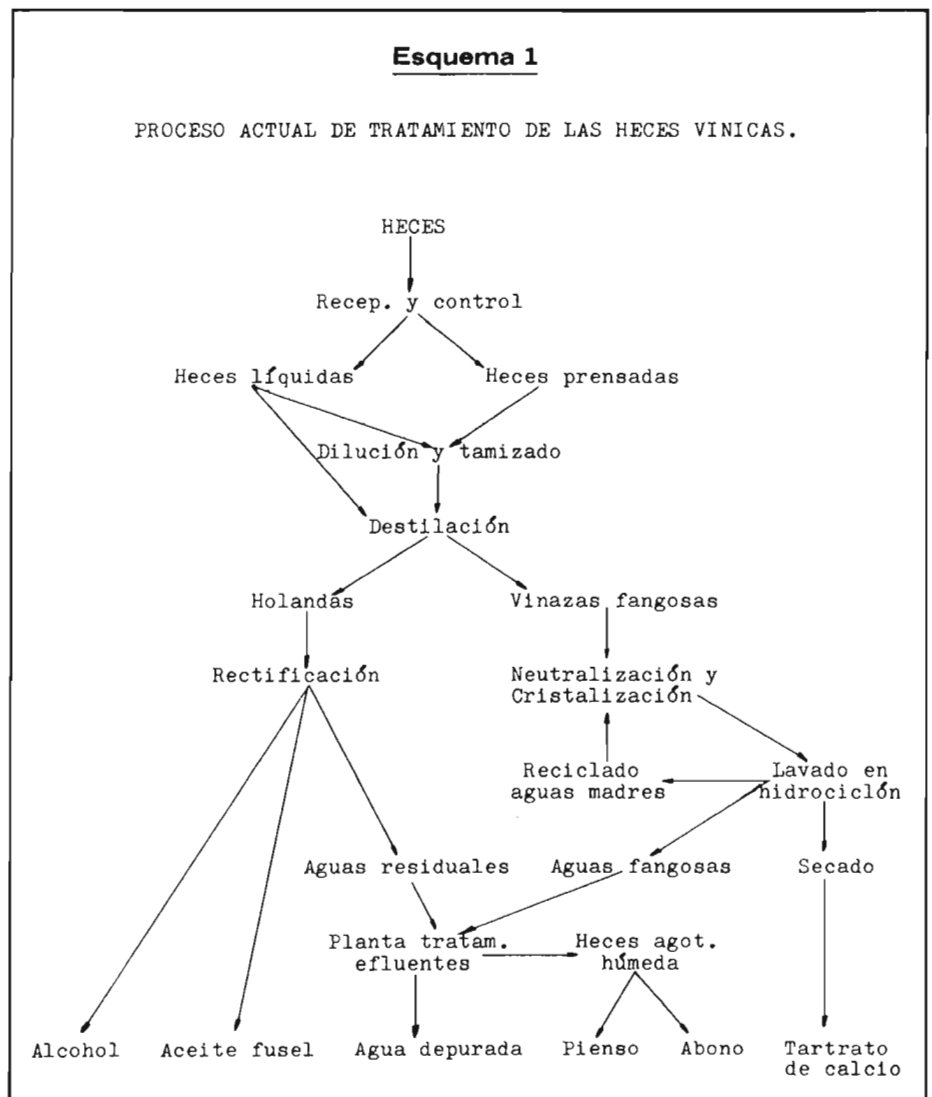 Esquema 1
PROCESO ACTUAL DE TRATAMIENTO DE LAS HECES VINICAS.
HECES
Recep. y control
Heces líquidas
Heces prensadas
Dilución y tamizado
Destilación
Holandas
Vinazas fangosas
Rectificación
Neutralización y
Cristalización
Reciclado
aguas madres
Lavado en
hidrociclón
Aguas residuales
Aguas fangosas
Secado
Planta tratam.
efluentes
Heces agot.
húmeda
Alcohol
Aceite fusel
Agua depurada
Pienso
Abono
Tartrato
de calcio